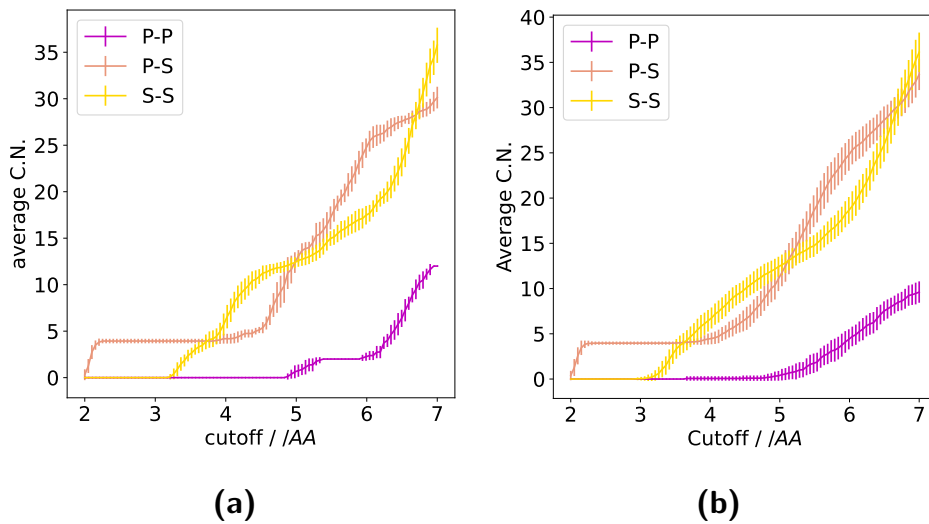 P-P
P-S
S-S
average C.N.
35
30
25
20
15
10
5
0
2 3 4 5 6 7
cutoff / /AA
(a)
P-P
P-S
S-S
Average C.N.
40
35
30
25
20
15
10
5
0
2 3 4 5 6 7
Cutoff / /AA
(b)